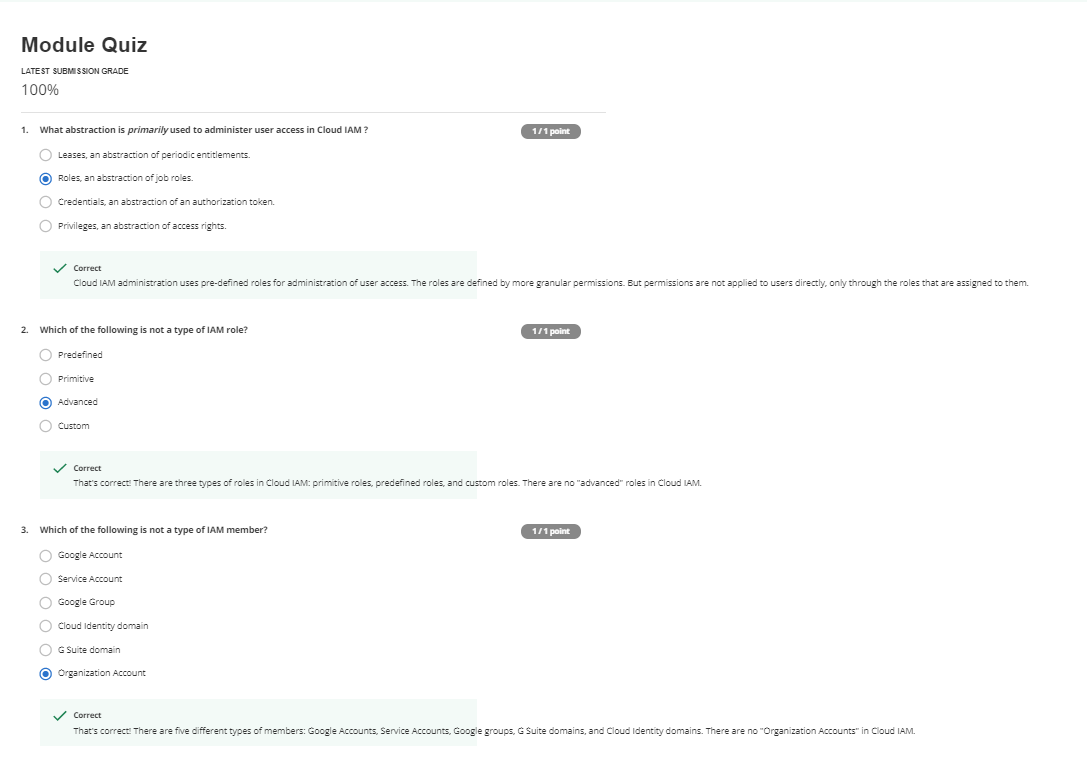 Module Quiz
LATEST SUBMISSION GRADE
100%
1. What abstraction is primarily used to administer user access in Cloud IAM ?
1 / 1 point
Leases, an abstraction of periodic entitlements.
Roles, an abstraction of job roles.
Credentials, an abstraction of an authorization token.
Privileges, an abstraction of access rights.
Correct
Cloud IAM administration uses pre-defined roles for administration of user access. The roles are defined by more granular permissions. But permissions are not applied to users directly, only through the roles that are assigned to them.
2. Which of the following is not a type of IAM role?
1 / 1 point
Predefined
Primitive
Advanced
Custom
Correct
That's correct! There are three types of roles in Cloud IAM: primitive roles, predefined roles, and custom roles. There are no "advanced" roles in Cloud IAM.
3. Which of the following is not a type of IAM member?
1 / 1 point
Google Account
Service Account
Google Group
Cloud Identity domain
G Suite domain
Organization Account
Correct
That's correct! There are five different types of members: Google Accounts, Service Accounts, Google groups, G Suite domains, and Cloud Identity domains. There are no "Organization Accounts" in Cloud IAM.